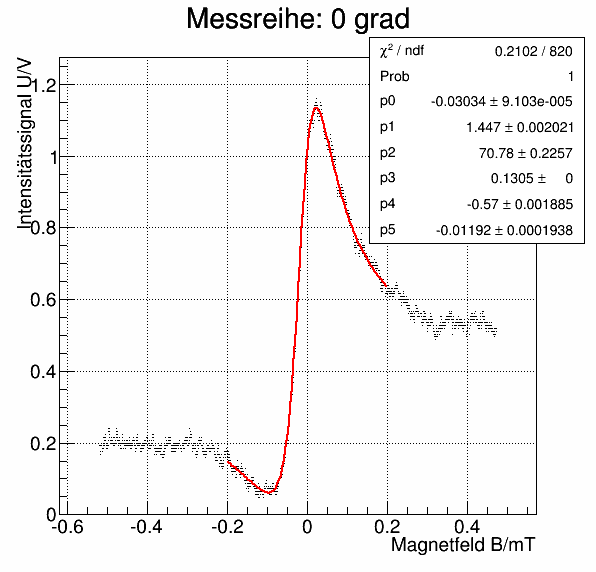 Messreihe: 0 grad
χ² / ndf 0.2102 / 820
Prob 1
p0 -0.03034 ± 9.103e-005
p1 1.447 ± 0.002021
p2 70.78 ± 0.2257
p3 0.1305 ± 0
p4 -0.57 ± 0.001885
p5 -0.01192 ± 0.0001938
Intensitätssignal U/V
1.2
1
0.8
0.6
0.4
0.2
0
-0.6 -0.4 -0.2 0 0.2 0.4
Magnetfeld B/mT